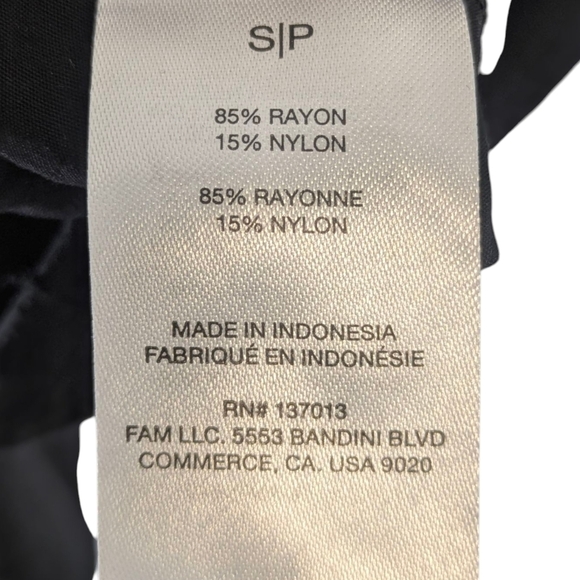 S|P
85% RAYON
15% NYLON
85% RAYONNE
15% NYLON
MADE IN INDONESIA
FABRIQUÉ EN INDONÉSIE
RN# 137013
FAM LLC. 5553 BANDINI BLVD
COMMERCE, CA. USA 9020